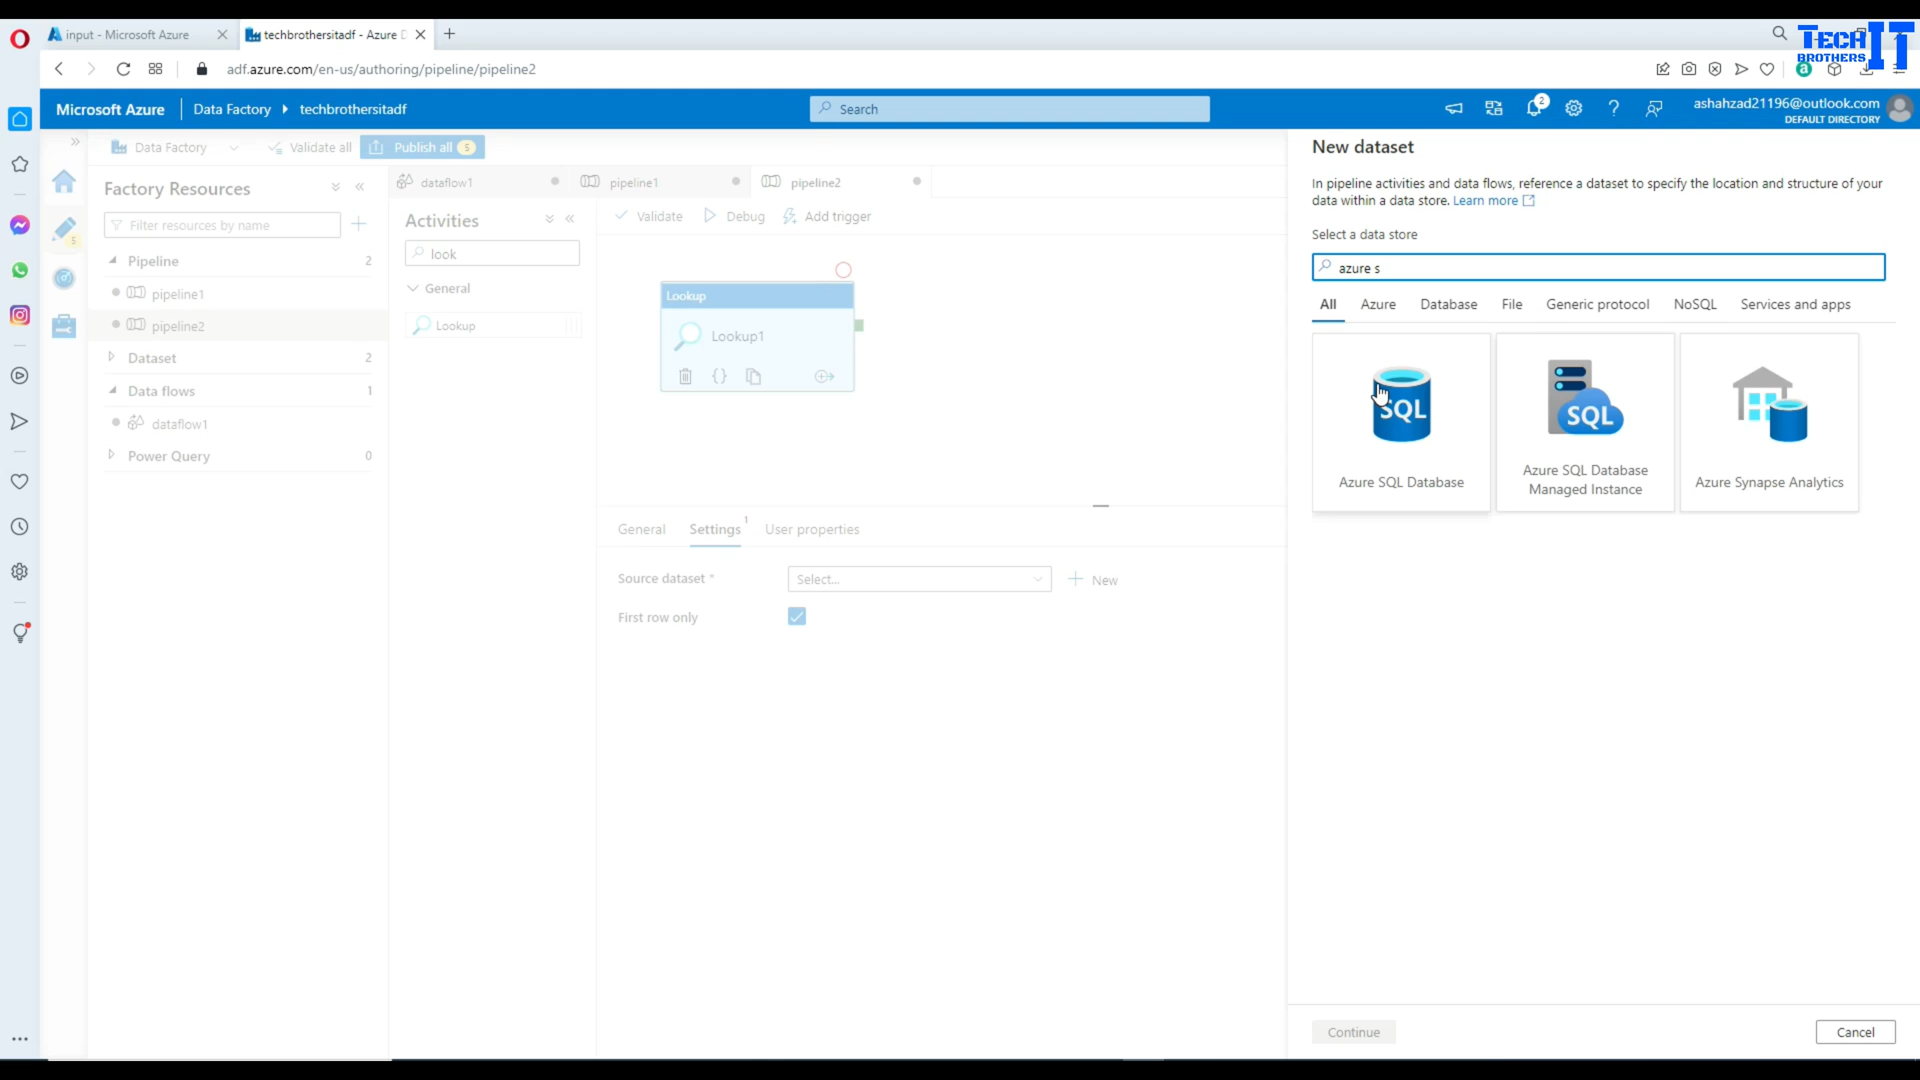 input - Microsoft Azure
techbrothersitadf - Azure D
TECH BROTHERS IT
adf.azure.com/en-us/authoring/pipeline/pipeline2
a
Microsoft Azure
Data Factory
techbrothersitadf
Search
2
ashahzad21196@outlook.com
DEFAULT DIRECTORY
Data Factory
Validate all
Publish all
5
Factory Resources
Filter resources by name
5
Pipeline
2
pipeline1
pipeline2
Dataset
2
Data flows
1
dataflow1
Power Query
0
dataflow1
pipeline1
pipeline2
Activities
look
General
Lookup
Validate
Debug
Add trigger
Lookup
Lookup1
General
Settings
1
User properties
Source dataset *
Select...
New
First row only
New dataset
In pipeline activities and data flows, reference a dataset to specify the location and structure of your
data within a data store. Learn more
Select a data store
azure s
All
Azure
Database
File
Generic protocol
NoSQL
Services and apps
SQL
Azure SQL Database
SQL
Azure SQL Database
Managed Instance
Azure Synapse Analytics
Continue
Cancel